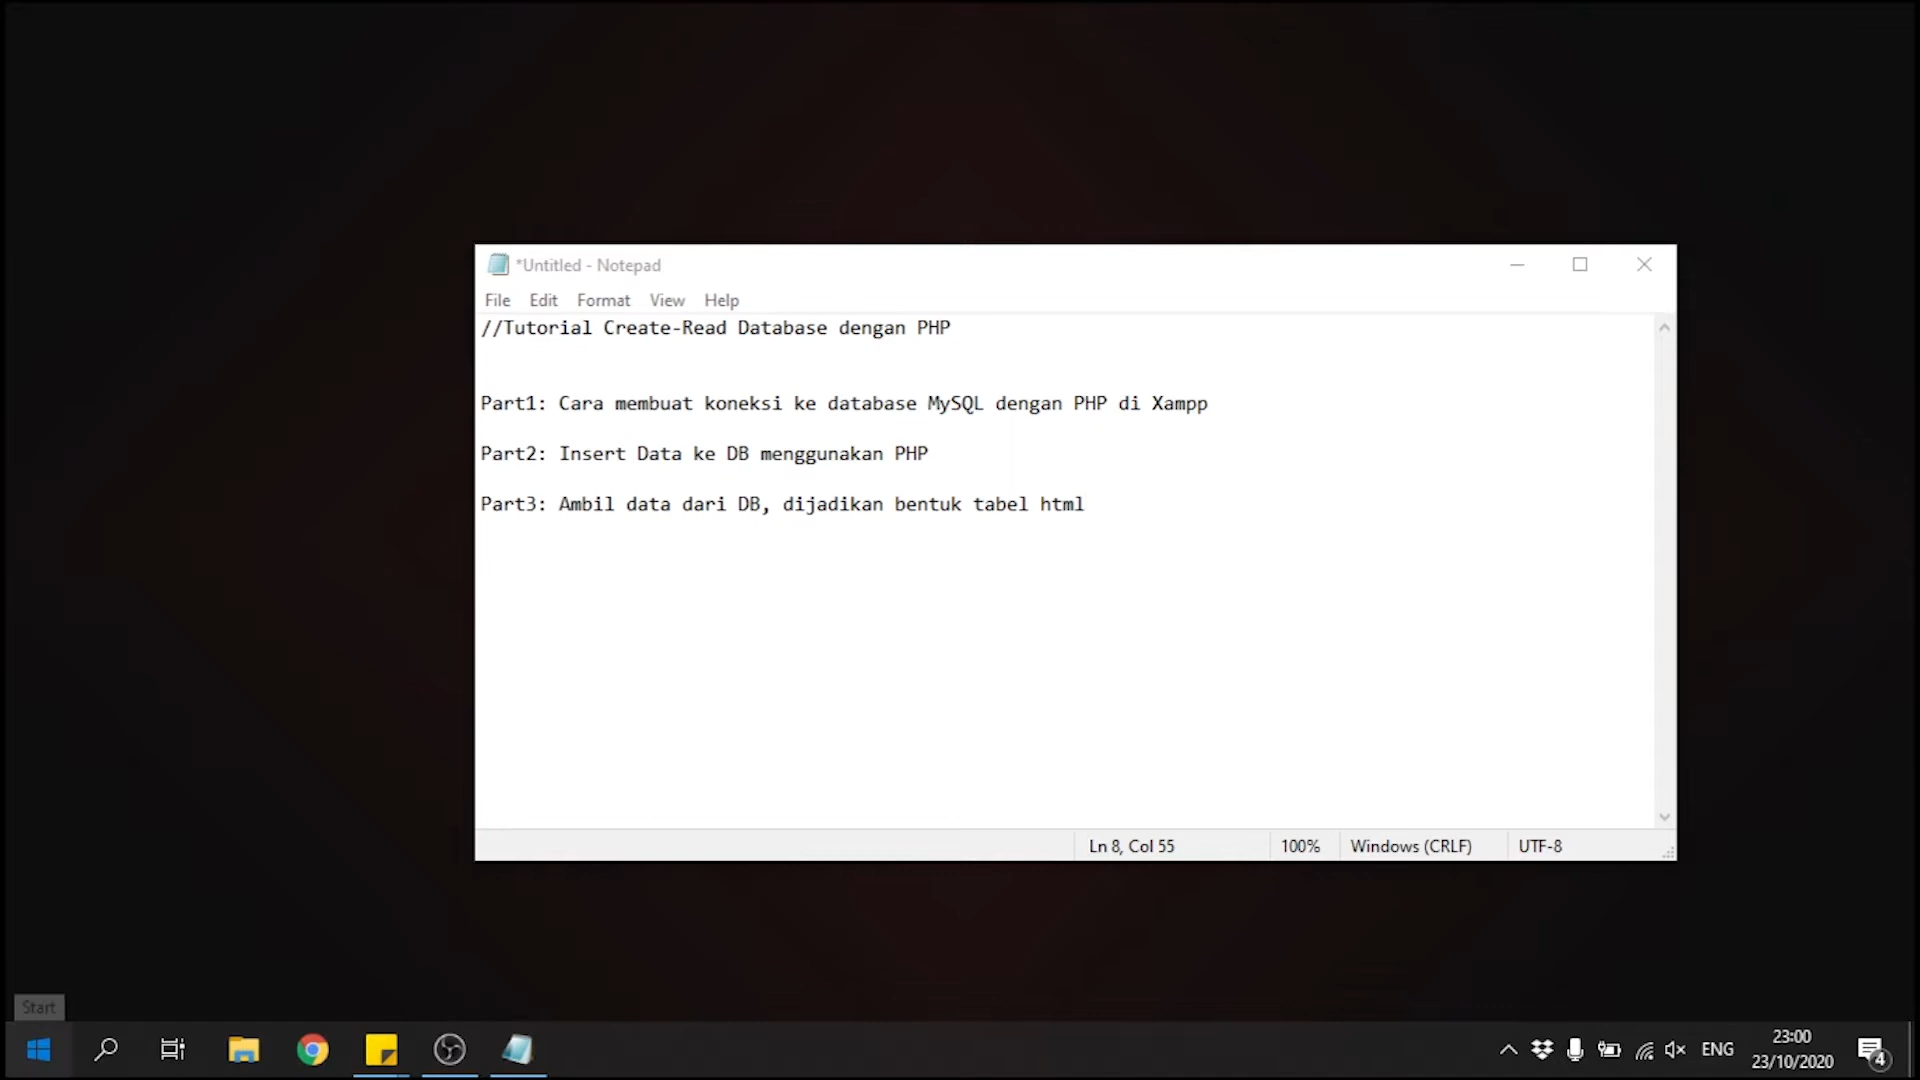 *Untitled - Notepad
File Edit Format View Help
//Tutorial Create-Read Database dengan PHP
Part1: Cara membuat koneksi ke database MySQL dengan PHP di Xampp
Part2: Insert Data ke DB menggunakan PHP
Part3: Ambil data dari DB, dijadikan bentuk tabel html
Ln 8, Col 55 100% Windows (CRLF) UTF-8
Start
ENG
23:00
23/10/2020
4